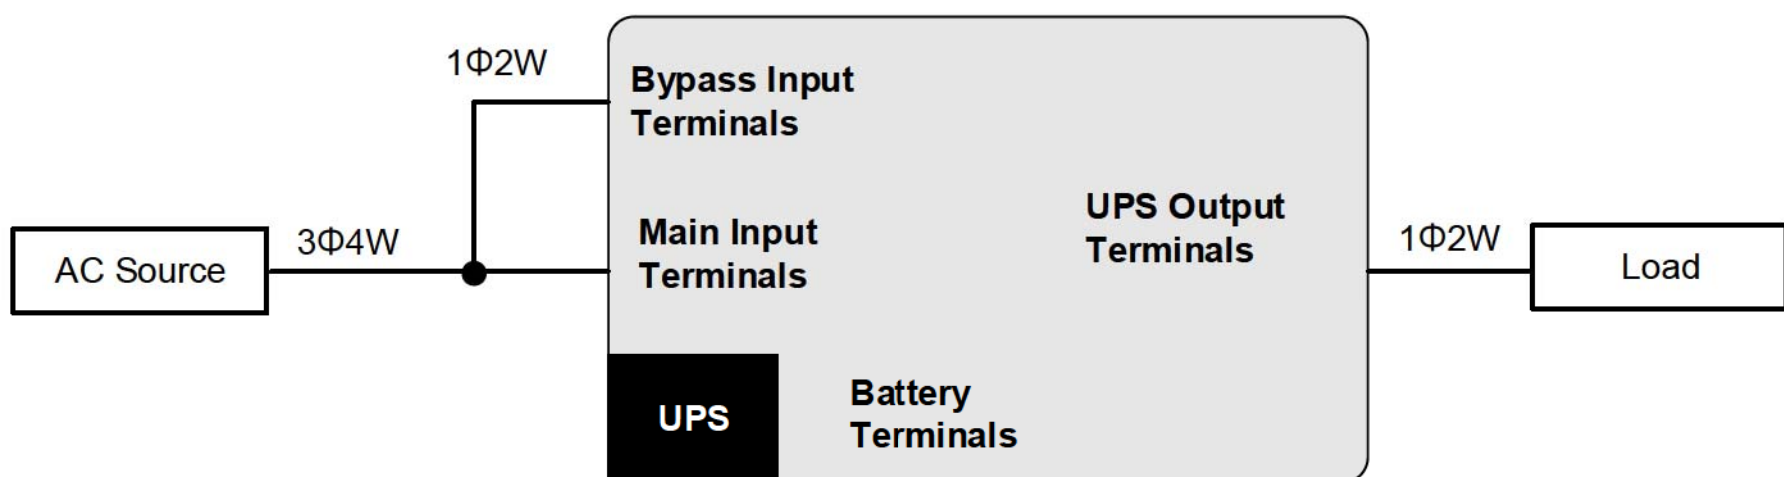 1Φ2W
Bypass Input
Terminals
AC Source
3Φ4W
Main Input
Terminals
UPS Output
Terminals
1Φ2W
Load
UPS
Battery
Terminals